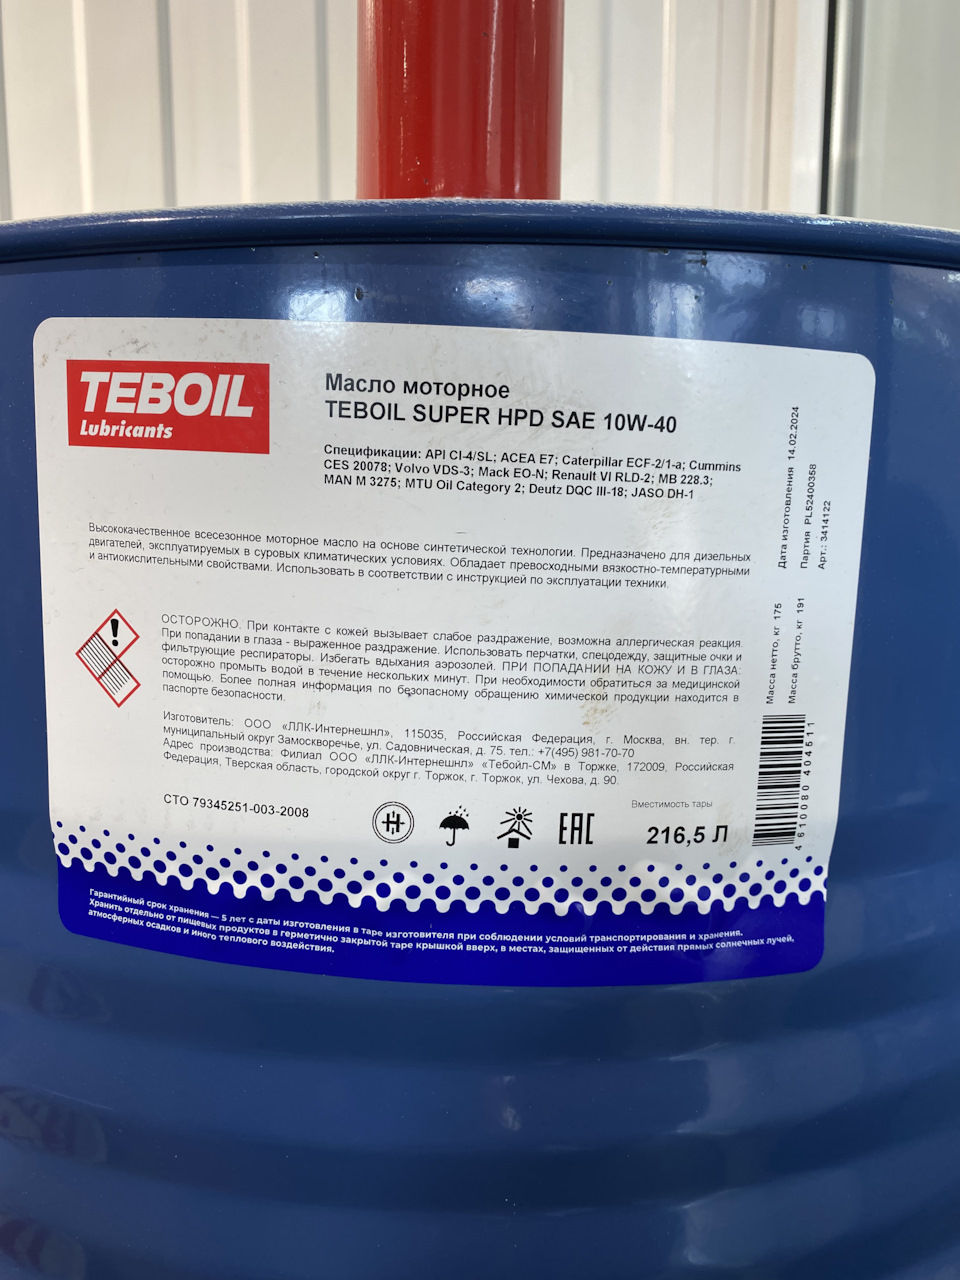 TEBOIL
Lubricants
Масло моторное
TEBOIL SUPER HPD SAE 10W-40
Спецификации: API CI-4/SL; ACEA E7; Caterpillar ECF-2/1-a; Cummins
CES 20078; Volvo VDS-3; Mack EO-N; Renault VI RLD-2; MB 228.3;
MAN M 3275; MTU Oil Category 2; Deutz DQC III-18; JASO DH-1
Высококачественное всесезонное моторное масло на основе синтетической технологии. Предназначено для дизельных
двигателей, эксплуатируемых в суровых климатических условиях. Обладает превосходными вязкостно-температурными
и антиокислительными свойствами. Использовать в соответствии с инструкцией по эксплуатации техники.
ОСТОРОЖНО. При контакте с кожей вызывает слабое раздражение, возможна аллергическая реакция.
При попадании в глаза - выраженное раздражение. Использовать перчатки, спецодежду, защитные очки и
фильтрующие респираторы. Избегать вдыхания аэрозолей. ПРИ ПОПАДАНИИ НА КОЖУ И В ГЛАЗА:
осторожно промыть водой в течение нескольких минут. При необходимости обратиться за медицинской
помощью. Более полная информация по безопасному обращению химической продукции находится в
паспорте безопасности.
Изготовитель: ООО «ЛЛК-Интернешнл», 115035, Российская Федерация, г. Москва, вн. тер. г.
муниципальный округ Замоскворечье, ул. Садовническая, д. 75. тел.: +7(495) 981-70-70
Адрес производства: Филиал ООО «ЛЛК-Интернешнл» «Тебойл-СМ» в Торжке, 172009, Российская
Федерация, Тверская область, городской округ г. Торжок, г. Торжок, ул. Чехова, д. 90.
СТО 79345251-003-2008
EAC
Вместимость тары
216,5 Л
Дата изготовления 14.02.2024
Партия PL52400358
Арт.: 3414122
Масса нетто, кг 175
Масса брутто, кг 191
4 610080 404511
Гарантийный срок хранения — 5 лет с даты изготовления в таре изготовителя при соблюдении условий транспортирования и хранения.
Хранить отдельно от пищевых продуктов в герметично закрытой таре крышкой вверх, в местах, защищенных от действия прямых солнечных лучей,
атмосферных осадков и иного теплового воздействия.